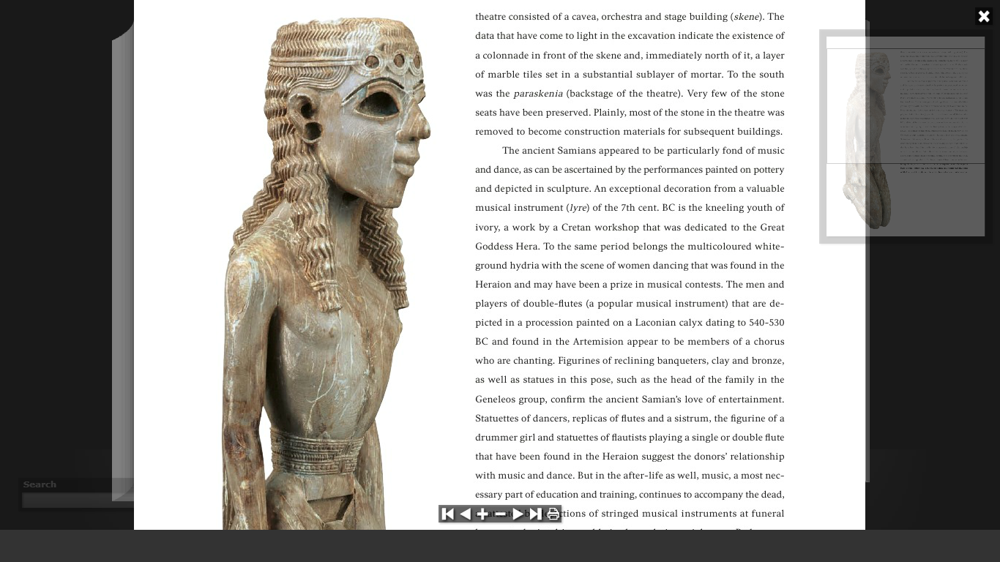 theatre consisted of a cavea, orchestra and stage building (skene). The
data that have come to light in the excavation indicate the existence of
a colonnade in front of the skene and, immediately north of it, a layer
of marble tiles set in a substantial sublayer of mortar. To the south
was the paraskenia (backstage of the theatre). Very few of the stone
seats have been preserved. Plainly, most of the stone in the theatre was
removed to become construction materials for subsequent buildings.
The ancient Samians appeared to be particularly fond of music
and dance, as can be ascertained by the performances painted on pottery
and depicted in sculpture. An exceptional decoration from a valuable
musical instrument (lyre) of the 7th cent. BC is the kneeling youth of
ivory, a work by a Cretan workshop that was dedicated to the Great
Goddess Hera. To the same period belongs the multicoloured white-
ground hydria with the scene of women dancing that was found in the
Heraion and may have been a prize in musical contests. The men and
players of double-flutes (a popular musical instrument) that are de-
picted in a procession painted on a Laconian calyx dating to 540-530
BC and found in the Artemision appear to be members of a chorus
who are chanting. Figurines of reclining banqueters, clay and bronze,
as well as statues in this pose, such as the head of the family in the
Geneleos group, confirm the ancient Samian's love of entertainment.
Statuettes of dancers, replicas of flutes and a sistrum, the figurine of a
drummer girl and statuettes of flautists playing a single or double flute
that have been found in the Heraion suggest the donors' relationship
with music and dance. But in the after-life as well, music, a most nec-
essary part of education and training, continues to accompany the dead,
of stringed musical instruments at funeral
Search